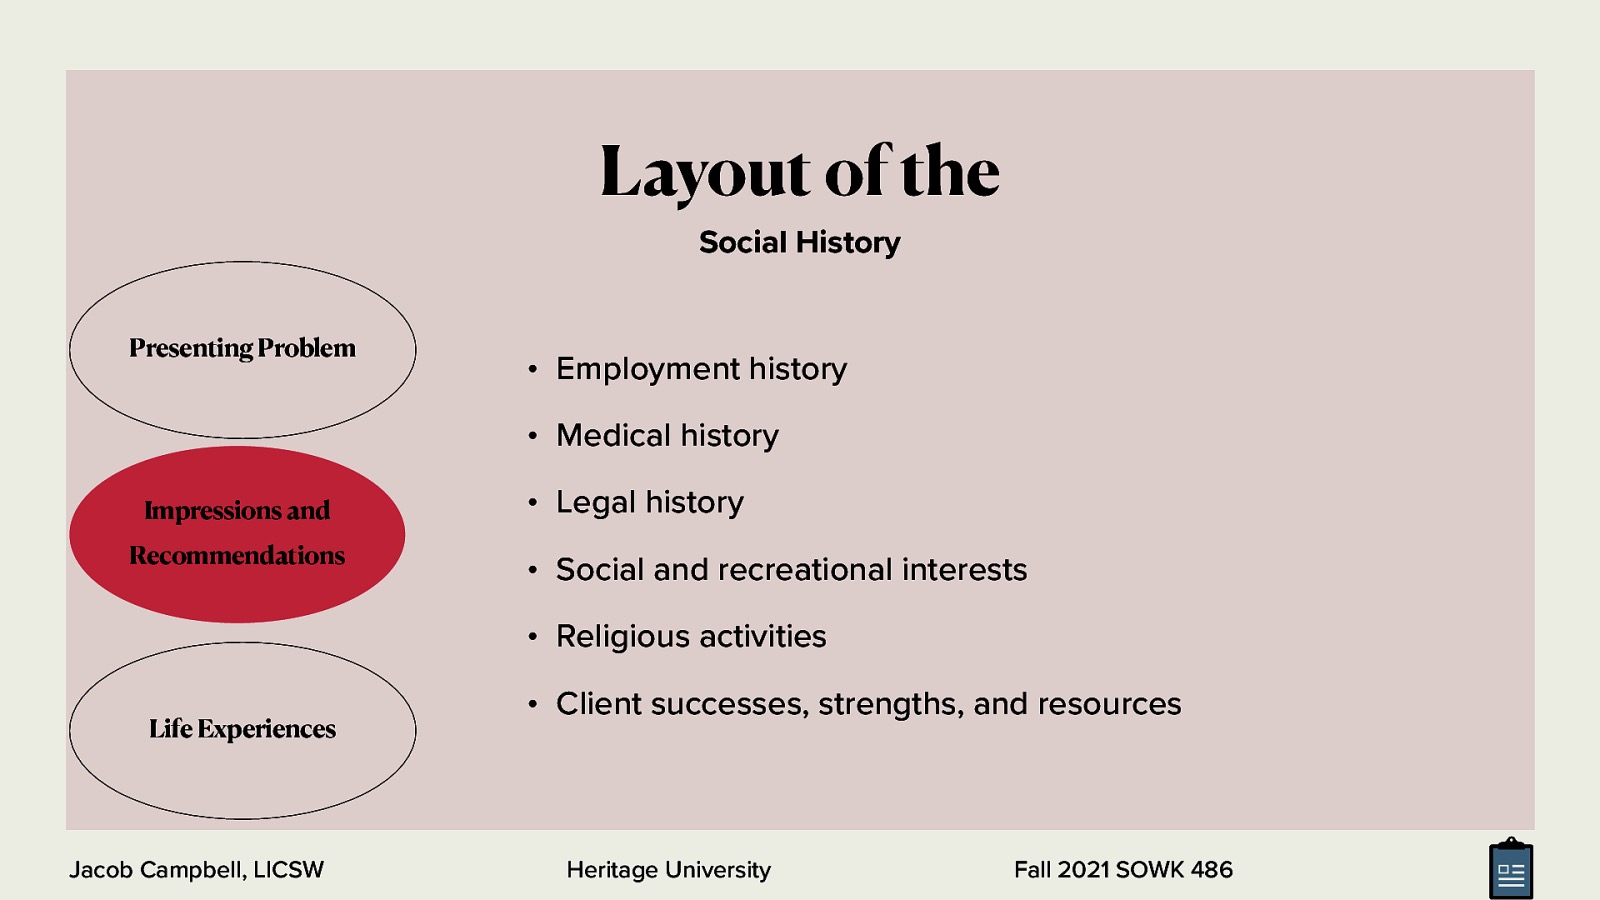 Layout of the
Social History
Presenting Problem
Impressions and
Recommendations
Life Experiences
• Employment history
• Medical history
• Legal history
• Social and recreational interests
• Religious activities
• Client successes, strengths, and resources
Jacob Campbell, LICSW
Heritage University
Fall 2021 SOWK 486